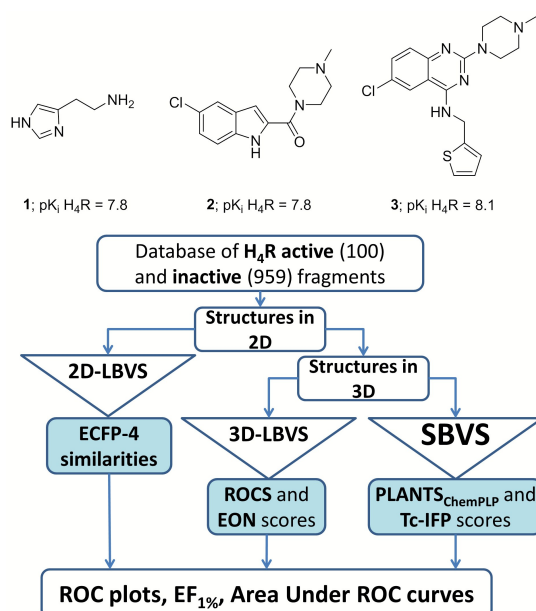 N
N
N
N
Cl
HN
S
N
N
O
Cl
N
H
NH₂
HN
N
1; pKi H₄R = 7.8
2; pKi H₄R = 7.8
3; pKi H₄R = 8.1
Database of H₄R active (100)
and inactive (959) fragments
Structures in
2D
2D-LBVS
Structures in
3D
3D-LBVS
SBVS
ECFP-4
similarities
ROCS and
EON scores
PLANTSChemPLP and
Tc-IFP scores
ROC plots, EF1%, Area Under ROC curves